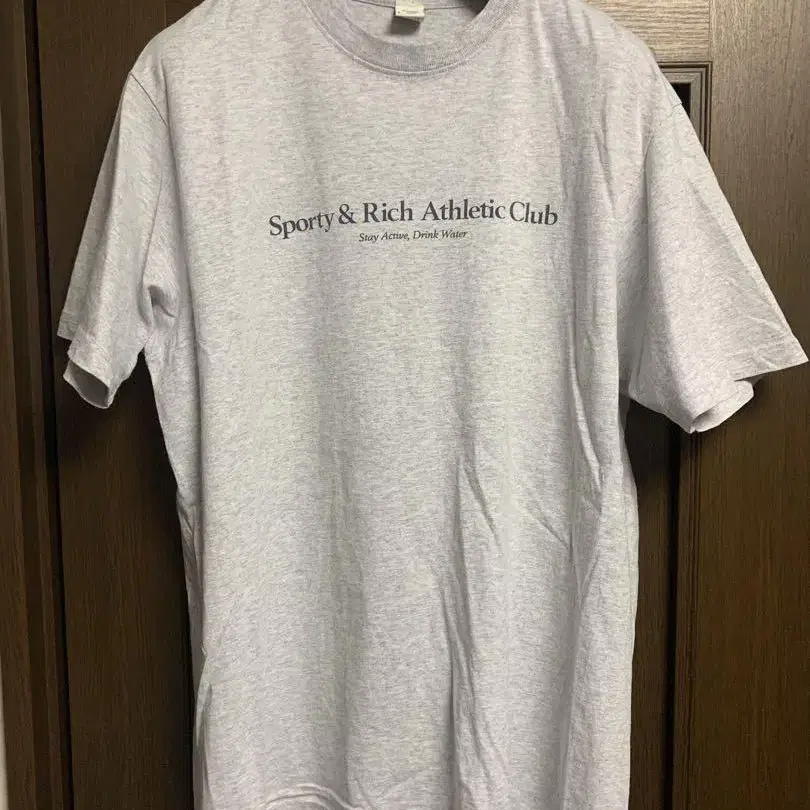 Sporty & Rich Athletic Club
Stay Active, Drink Water